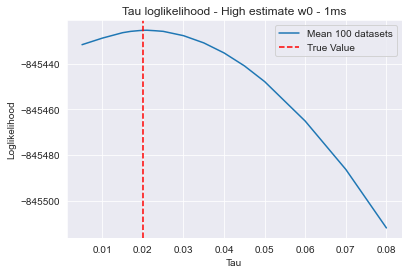 Tau loglikelihood - High estimate w0 - 1ms
Mean 100 datasets
True Value
Loglikelihood
−845440
−845460
−845480
−845500
0.01 0.02 0.03 0.04 0.05 0.06 0.07 0.08
Tau